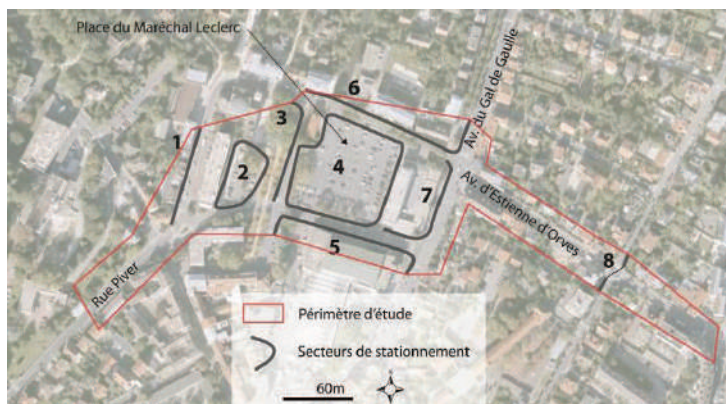 Place du Maréchal Leclerc
6
Av. du Gal de Gaulle
3
1
2
4
7
Av. d'Estienne d'Orves
5
8
Rue Piver
Périmètre d'étude
Secteurs de stationnement
60m